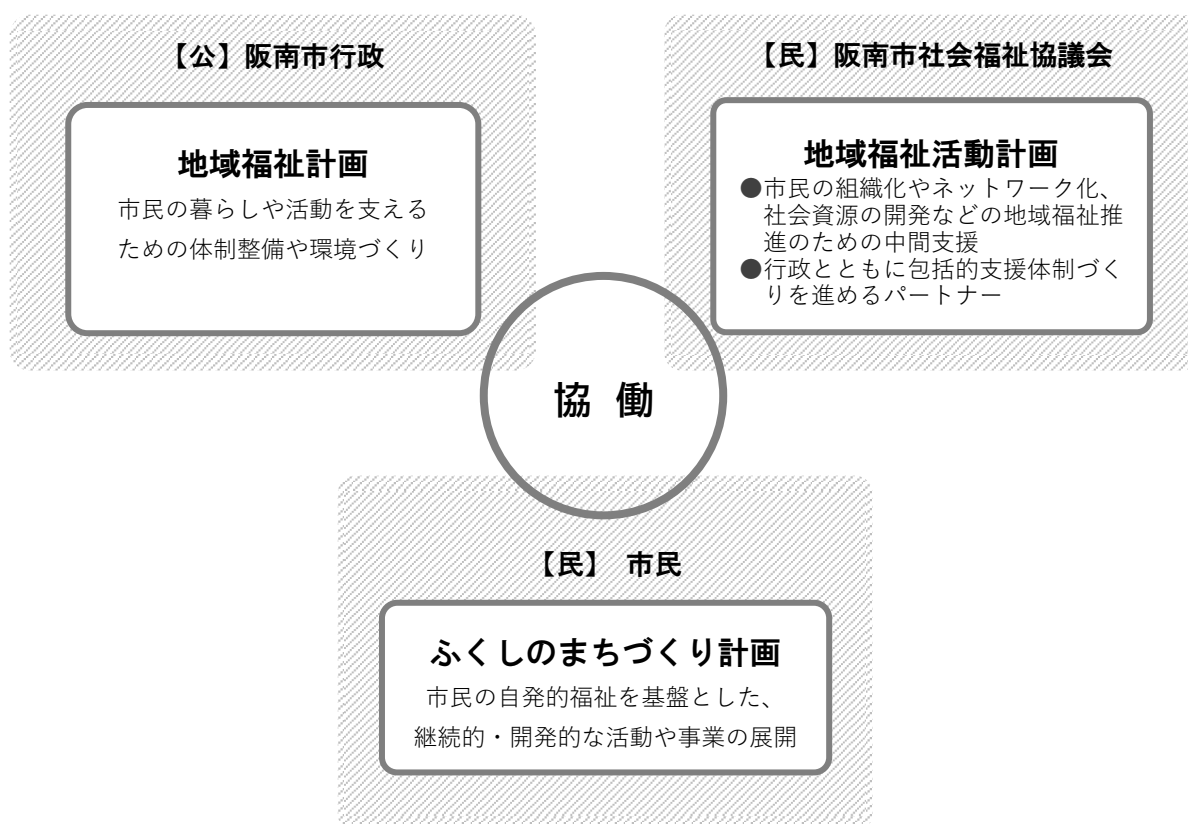 【公】阪南市行政
地域福祉計画
市民の暮らしや活動を支える
ための体制整備や環境づくり
【民】阪南市社会福祉協議会
地域福祉活動計画
●市民の組織化やネットワーク化、
社会資源の開発などの地域福祉推
進のための中間支援
●行政とともに包括的支援体制づく
りを進めるパートナー
協 働
【民】 市民
ふくしのまちづくり計画
市民の自発的福祉を基盤とした、
継続的・開発的な活動や事業の展開